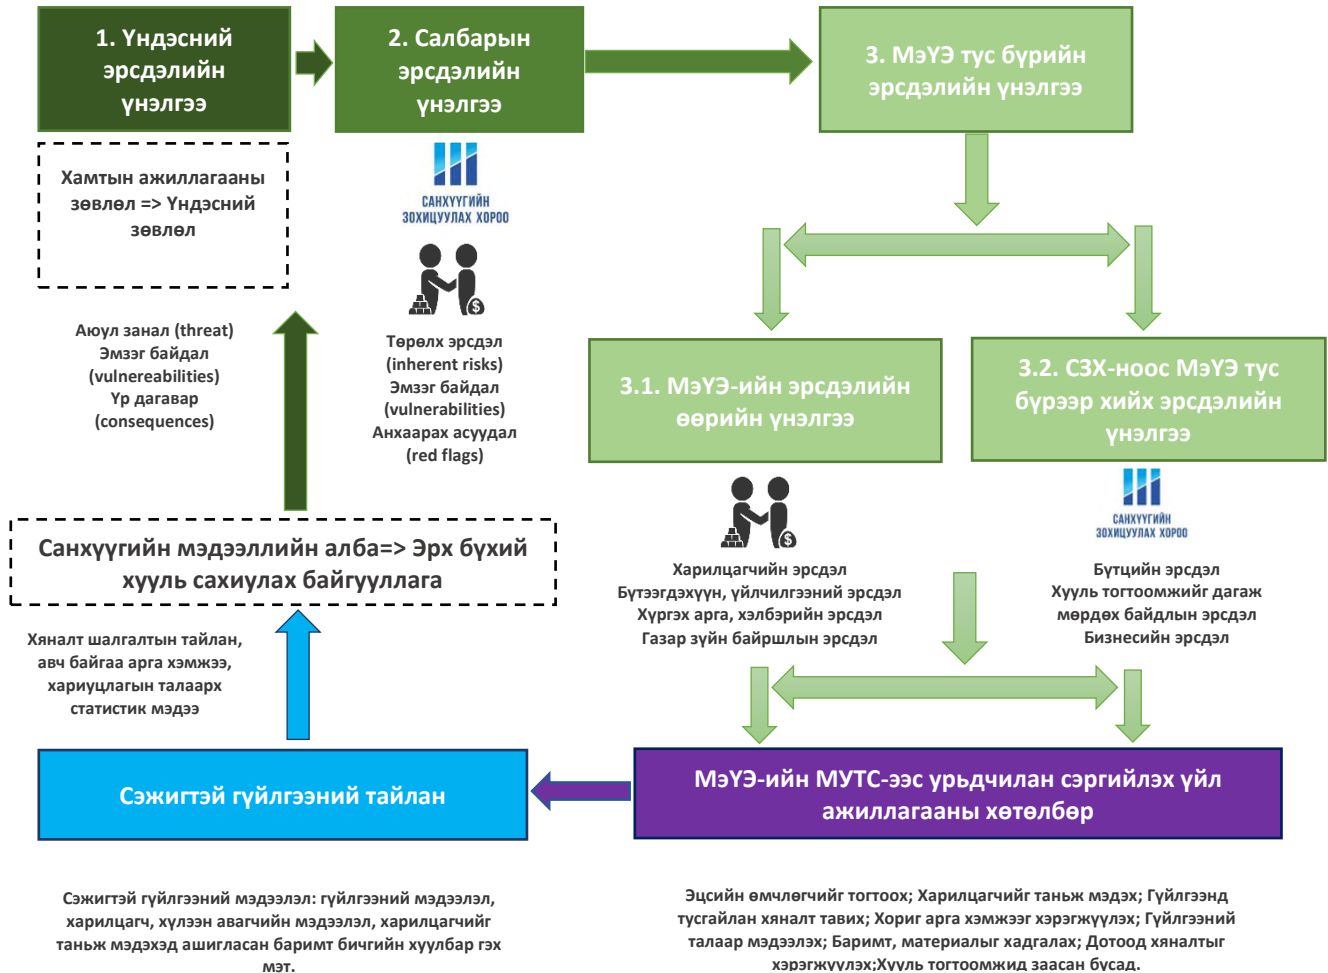 1. Үндэсний
эрсдэлийн
үнэлгээ
2. Салбарын
эрсдэлийн
үнэлгээ
3. МэҮЭ тус бүрийн
эрсдэлийн үнэлгээ
Хамтын ажиллагааны
зөвлөл => Үндэсний
зөвлөл
САНХҮҮГИЙН
ЗОХИЦУУЛАХ ХОРОО
$
Аюул занал (threat)
Эмзэг байдал
(vulnereabilities)
Үр дагавар
(consequences)
Төрөлх эрсдэл
(inherent risks)
Эмзэг байдал
(vulnerabilities)
Анхаарах асуудал
(red flags)
3.1. МэҮЭ-ийн эрсдэлийн
өөрийн үнэлгээ
3.2. СЗХ-ноос МэҮЭ тус
бүрээр хийх эрсдэлийн
үнэлгээ
$
САНХҮҮГИЙН
ЗОХИЦУУЛАХ ХОРОО
Санхүүгийн мэдээллийн алба=> Эрх бүхий
хууль сахиулах байгууллага
Харилцагчийн эрсдэл
Бүтээгдэхүүн, үйлчилгээний эрсдэл
Хүргэх арга, хэлбэрийн эрсдэл
Газар зүйн байршлын эрсдэл
Бүтцийн эрсдэл
Хууль тогтоомжийг дагаж
мөрдөх байдлын эрсдэл
Бизнесийн эрсдэл
Хяналт шалгалтын тайлан,
авч байгаа арга хэмжээ,
хариуцлагын талаарх
статистик мэдээ
Сэжигтэй гүйлгээний тайлан
МэҮЭ-ийн МУТС-ээс урьдчилан сэргийлэх үйл
ажиллагааны хөтөлбөр
Сэжигтэй гүйлгээний мэдээлэл: гүйлгээний мэдээлэл,
харилцагч, хүлээн авагчийн мэдээлэл, харилцагчийг
таньж мэдэхэд ашигласан баримт бичгийн хуулбар гэх
мэт.
Эцсийн өмчлөгчийг тогтоох; Харилцагчийг таньж мэдэх; Гүйлгээнд
тусгайлан хяналт тавих; Хориг арга хэмжээг хэрэгжүүлэх; Гүйлгээний
талаар мэдээлэх; Баримт, материалыг хадгалах; Дотоод хяналтыг
хэрэгжүүлэх;Хууль тогтоомжид заасан бусад.